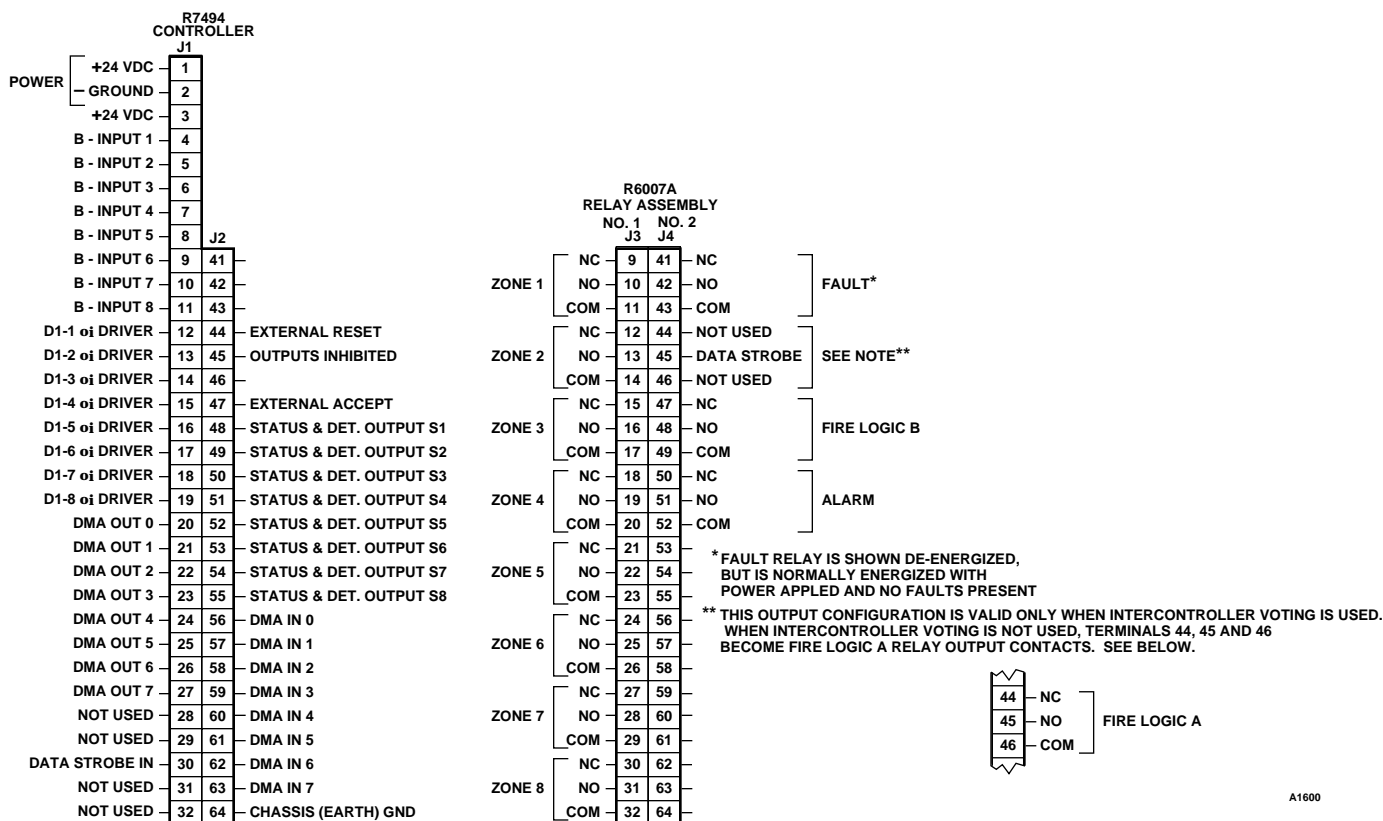 R7494
CONTROLLER
J1
POWER
+24 VDC 1
– GROUND 2
+24 VDC 3
B - INPUT 1 4
B - INPUT 2 5
B - INPUT 3 6
B - INPUT 4 7
B - INPUT 5 8 J2
B - INPUT 6 9 41
B - INPUT 7 10 42
B - INPUT 8 11 43
D1-1 oi DRIVER 12 44 EXTERNAL RESET
D1-2 oi DRIVER 13 45 OUTPUTS INHIBITED
D1-3 oi DRIVER 14 46
D1-4 oi DRIVER 15 47 EXTERNAL ACCEPT
D1-5 oi DRIVER 16 48 STATUS & DET. OUTPUT S1
D1-6 oi DRIVER 17 49 STATUS & DET. OUTPUT S2
D1-7 oi DRIVER 18 50 STATUS & DET. OUTPUT S3
D1-8 oi DRIVER 19 51 STATUS & DET. OUTPUT S4
DMA OUT 0 20 52 STATUS & DET. OUTPUT S5
DMA OUT 1 21 53 STATUS & DET. OUTPUT S6
DMA OUT 2 22 54 STATUS & DET. OUTPUT S7
DMA OUT 3 23 55 STATUS & DET. OUTPUT S8
DMA OUT 4 24 56 DMA IN 0
DMA OUT 5 25 57 DMA IN 1
DMA OUT 6 26 58 DMA IN 2
DMA OUT 7 27 59 DMA IN 3
NOT USED 28 60 DMA IN 4
NOT USED 29 61 DMA IN 5
DATA STROBE IN 30 62 DMA IN 6
NOT USED 31 63 DMA IN 7
NOT USED 32 64 CHASSIS (EARTH) GND
R6007A
RELAY ASSEMBLY
NO. 1 NO. 2
J3 J4
NC 9 41 NC
ZONE 1 NO 10 42 NO FAULT*
COM 11 43 COM
NC 12 44 NOT USED
ZONE 2 NO 13 45 DATA STROBE SEE NOTE**
COM 14 46 NOT USED
NC 15 47 NC
ZONE 3 NO 16 48 NO FIRE LOGIC B
COM 17 49 COM
NC 18 50 NC
ZONE 4 NO 19 51 NO ALARM
COM 20 52 COM
NC 21 53
ZONE 5 NO 22 54
COM 23 55
NC 24 56
ZONE 6 NO 25 57
COM 26 58
NC 27 59
ZONE 7 NO 28 60
COM 29 61
NC 30 62
ZONE 8 NO 31 63
COM 32 64
* FAULT RELAY IS SHOWN DE-ENERGIZED,
BUT IS NORMALLY ENERGIZED WITH
POWER APPLED AND NO FAULTS PRESENT
** THIS OUTPUT CONFIGURATION IS VALID ONLY WHEN INTERCONTROLLER VOTING IS USED.
WHEN INTERCONTROLLER VOTING IS NOT USED, TERMINALS 44, 45 AND 46
BECOME FIRE LOGIC A RELAY OUTPUT CONTACTS. SEE BELOW.
44 NC
45 NO FIRE LOGIC A
46 COM
A1600